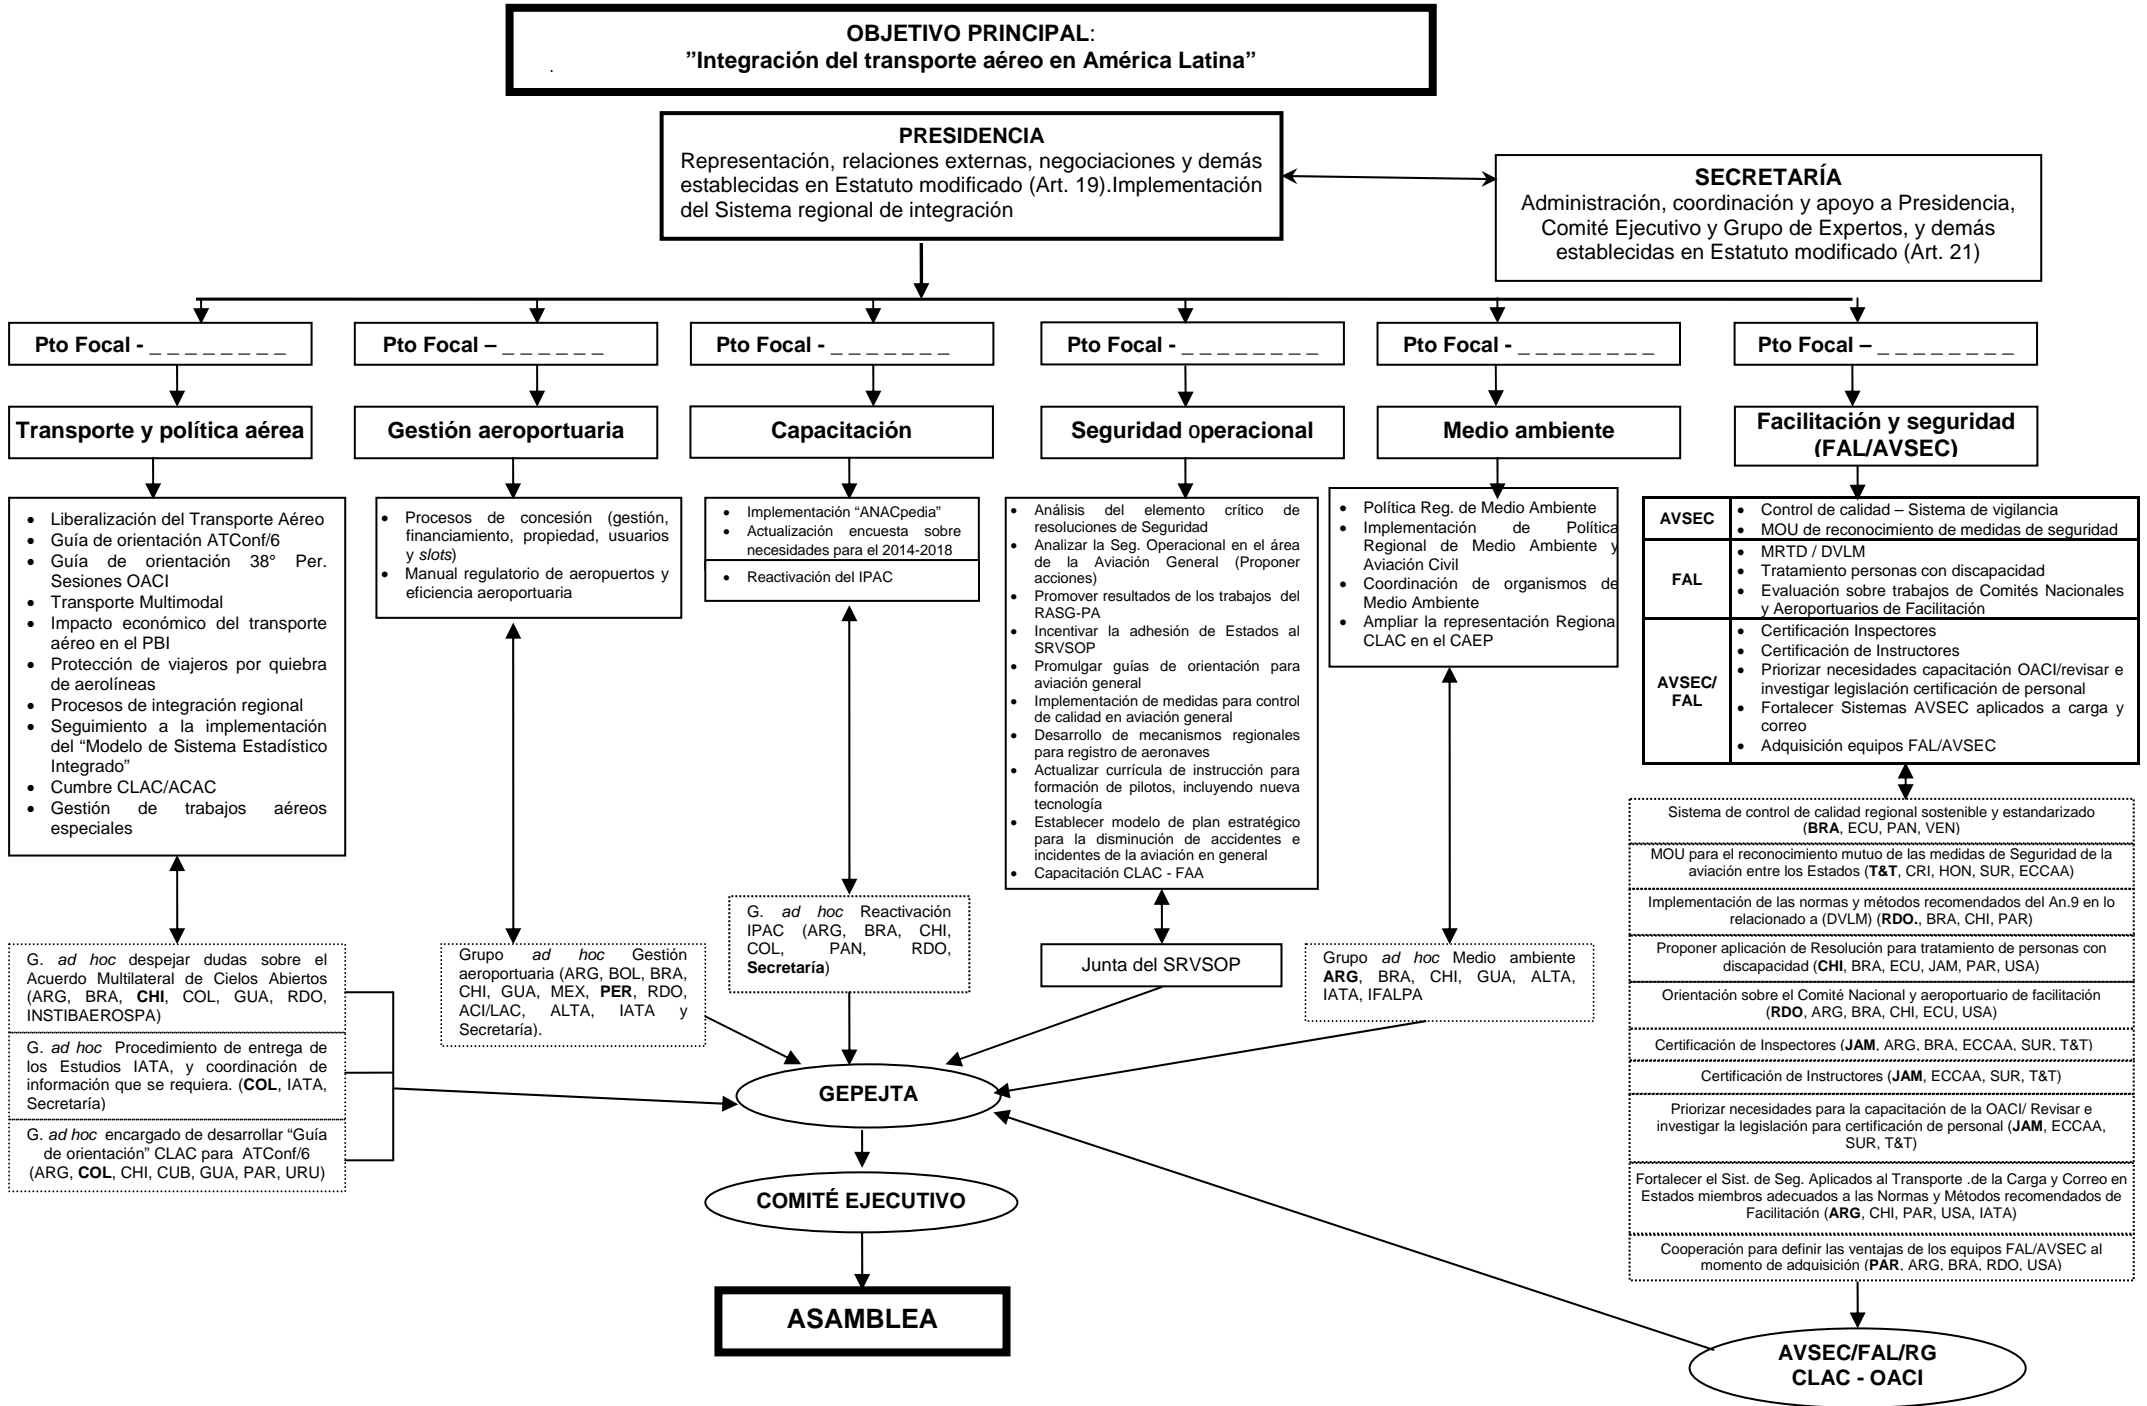 OBJETIVO PRINCIPAL:
”Integración del transporte aéreo en América Latina”
.
PRESIDENCIA
Representación, relaciones externas, negociaciones y demás
establecidas en Estatuto modificado (Art. 19).Implementación
del Sistema regional de integración
SECRETARÍA
Administración, coordinación y apoyo a Presidencia,
Comité Ejecutivo y Grupo de Expertos, y demás
establecidas en Estatuto modificado (Art. 21)
Pto Focal - _ _ _ _ _ _ _ _
Pto Focal – _ _ _ _ _ _
Pto Focal - _ _ _ _ _ _ _
Pto Focal - _ _ _ _ _ _ _ _
Pto Focal - _ _ _ _ _ _ _ _
Pto Focal – _ _ _ _ _ _ _ _
Transporte y política aérea
Gestión aeroportuaria
Capacitación
Seguridad operacional
Medio ambiente
Facilitación y seguridad
(FAL/AVSEC)
• Liberalización del Transporte Aéreo
• Guía de orientación ATConf/6
• Guía de orientación 38° Per.
Sesiones OACI
• Transporte Multimodal
• Impacto económico del transporte
aéreo en el PBI
• Protección de viajeros por quiebra
de aerolíneas
• Procesos de integración regional
• Seguimiento a la implementación
del “Modelo de Sistema Estadístico
Integrado”
• Cumbre CLAC/ACAC
• Gestión de trabajos aéreos
especiales
• Procesos de concesión (gestión,
financiamiento, propiedad, usuarios
y slots)
• Manual regulatorio de aeropuertos y
eficiencia aeroportuaria
• Implementación “ANACpedia”
• Actualización encuesta sobre
necesidades para el 2014-2018
• Reactivación del IPAC
• Análisis del elemento crítico de
resoluciones de Seguridad
• Analizar la Seg. Operacional en el área
de la Aviación General (Proponer
acciones)
• Promover resultados de los trabajos del
RASG-PA
• Incentivar la adhesión de Estados al
SRVSOP
• Promulgar guías de orientación para
aviación general
• Implementación de medidas para control
de calidad en aviación general
• Desarrollo de mecanismos regionales
para registro de aeronaves
• Actualizar currícula de instrucción para
formación de pilotos, incluyendo nueva
tecnología
• Establecer modelo de plan estratégico
para la disminución de accidentes e
incidentes de la aviación en general
• Capacitación CLAC - FAA
• Política Reg. de Medio Ambiente
• Implementación de Política
Regional de Medio Ambiente y
Aviación Civil
• Coordinación de organismos de
Medio Ambiente
• Ampliar la representación Regional
CLAC en el CAEP
AVSEC
• Control de calidad – Sistema de vigilancia
• MOU de reconocimiento de medidas de seguridad
FAL
• MRTD / DVLM
• Tratamiento personas con discapacidad
• Evaluación sobre trabajos de Comités Nacionales
y Aeroportuarios de Facilitación
AVSEC/
FAL
• Certificación Inspectores
• Certificación de Instructores
• Priorizar necesidades capacitación OACI/revisar e
investigar legislación certificación de personal
• Fortalecer Sistemas AVSEC aplicados a carga y
correo
• Adquisición equipos FAL/AVSEC
G. ad hoc despejar dudas sobre el
Acuerdo Multilateral de Cielos Abiertos
(ARG, BRA, CHI, COL, GUA, RDO,
INSTIBAEROSPA)
G. ad hoc Procedimiento de entrega de
los Estudios IATA, y coordinación de
información que se requiera. (COL, IATA,
Secretaría)
G. ad hoc encargado de desarrollar “Guía
de orientación” CLAC para ATConf/6
(ARG, COL, CHI, CUB, GUA, PAR, URU)
Grupo ad hoc Gestión
aeroportuaria (ARG, BOL, BRA,
CHI, GUA, MEX, PER, RDO,
ACI/LAC, ALTA, IATA y
Secretaría).
G. ad hoc Reactivación
IPAC (ARG, BRA, CHI,
COL, PAN, RDO,
Secretaría)
Junta del SRVSOP
Grupo ad hoc Medio ambiente
ARG, BRA, CHI, GUA, ALTA,
IATA, IFALPA
Sistema de control de calidad regional sostenible y estandarizado
(BRA, ECU, PAN, VEN)
MOU para el reconocimiento mutuo de las medidas de Seguridad de la
aviación entre los Estados (T&T, CRI, HON, SUR, ECCAA)
Implementación de las normas y métodos recomendados del An.9 en lo
relacionado a (DVLM) (RDO., BRA, CHI, PAR)
Proponer aplicación de Resolución para tratamiento de personas con
discapacidad (CHI, BRA, ECU, JAM, PAR, USA)
Orientación sobre el Comité Nacional y aeroportuario de facilitación
(RDO, ARG, BRA, CHI, ECU, USA)
Certificación de Inspectores (JAM, ARG, BRA, ECCAA, SUR, T&T)
Certificación de Instructores (JAM, ECCAA, SUR, T&T)
Priorizar necesidades para la capacitación de la OACI/ Revisar e
investigar la legislación para certificación de personal (JAM, ECCAA,
SUR, T&T)
Fortalecer el Sist. de Seg. Aplicados al Transporte .de la Carga y Correo en
Estados miembros adecuados a las Normas y Métodos recomendados de
Facilitación (ARG, CHI, PAR, USA, IATA)
Cooperación para definir las ventajas de los equipos FAL/AVSEC al
momento de adquisición (PAR, ARG, BRA, RDO, USA)
GEPEJTA
COMITÉ EJECUTIVO
ASAMBLEA
AVSEC/FAL/RG
CLAC - OACI